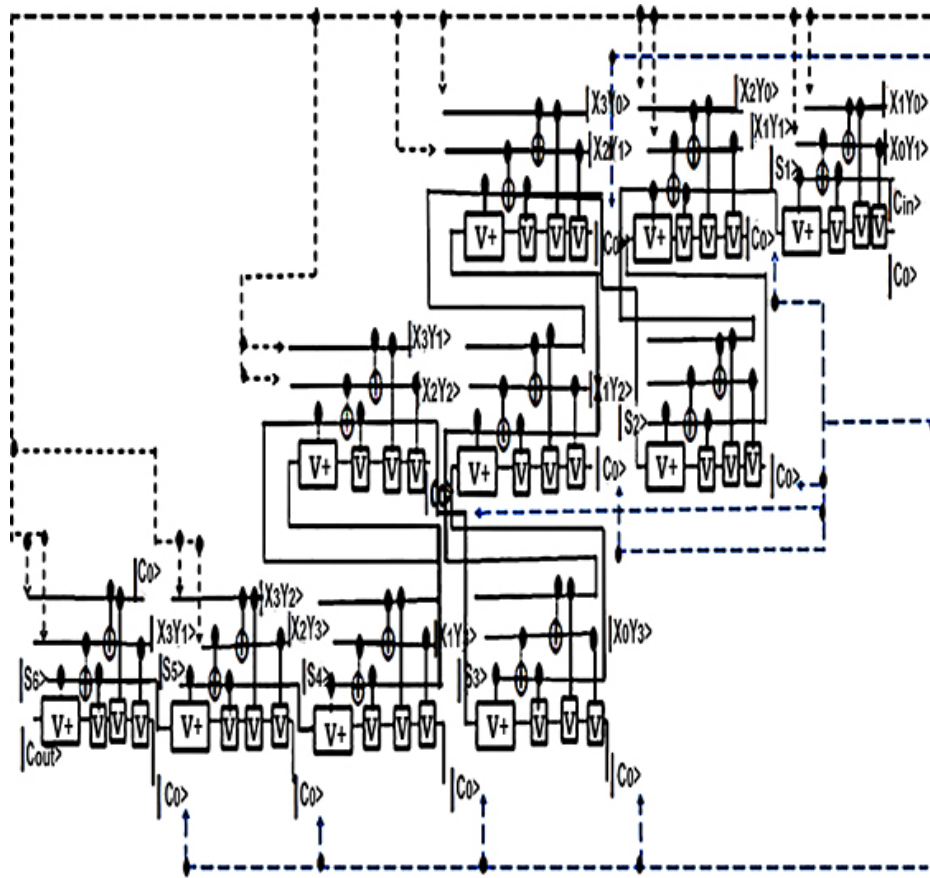 |X3Y0> |X2Y0> |X1Y0>
|X2Y1> |X1Y1> |X0Y1>
|S1> |Cin>
V+ V V V |C0> V+ V V V |C0> V+ V V V
|C0>
|X3Y1>
|X2Y2> |X1Y2> |S2>
V+ V V V V+ V V V |C0> V+ V V V |C0>
|C0> |X3Y2>
|X3Y1> |X2Y3> |X0Y3>
|S6> |S5> |S4> |S3>
V+ V V V V+ V V V V+ V V V V+ V V V
|Cout>
|C0> |C0> |C0> |C0>